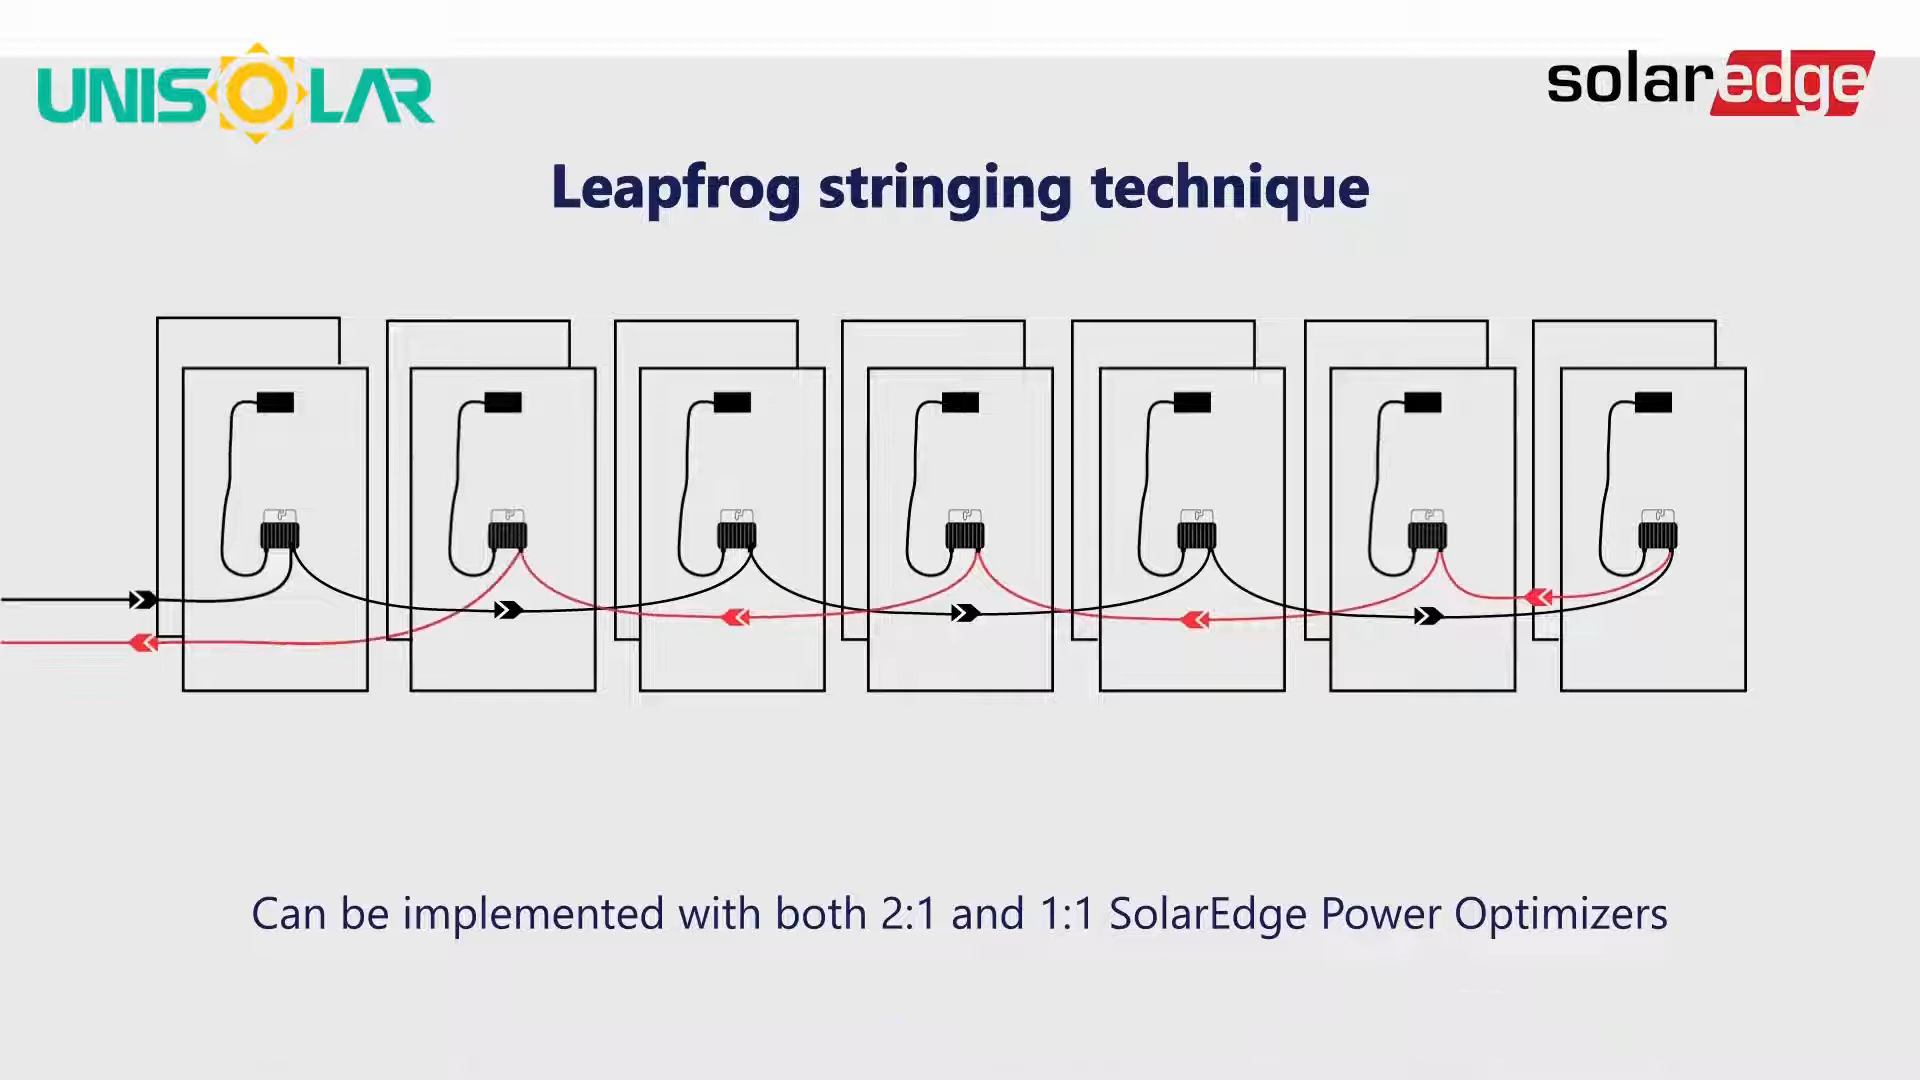 UNISOLAR
solaredge
Leapfrog stringing technique
Can be implemented with both 2:1 and 1:1 SolarEdge Power Optimizers